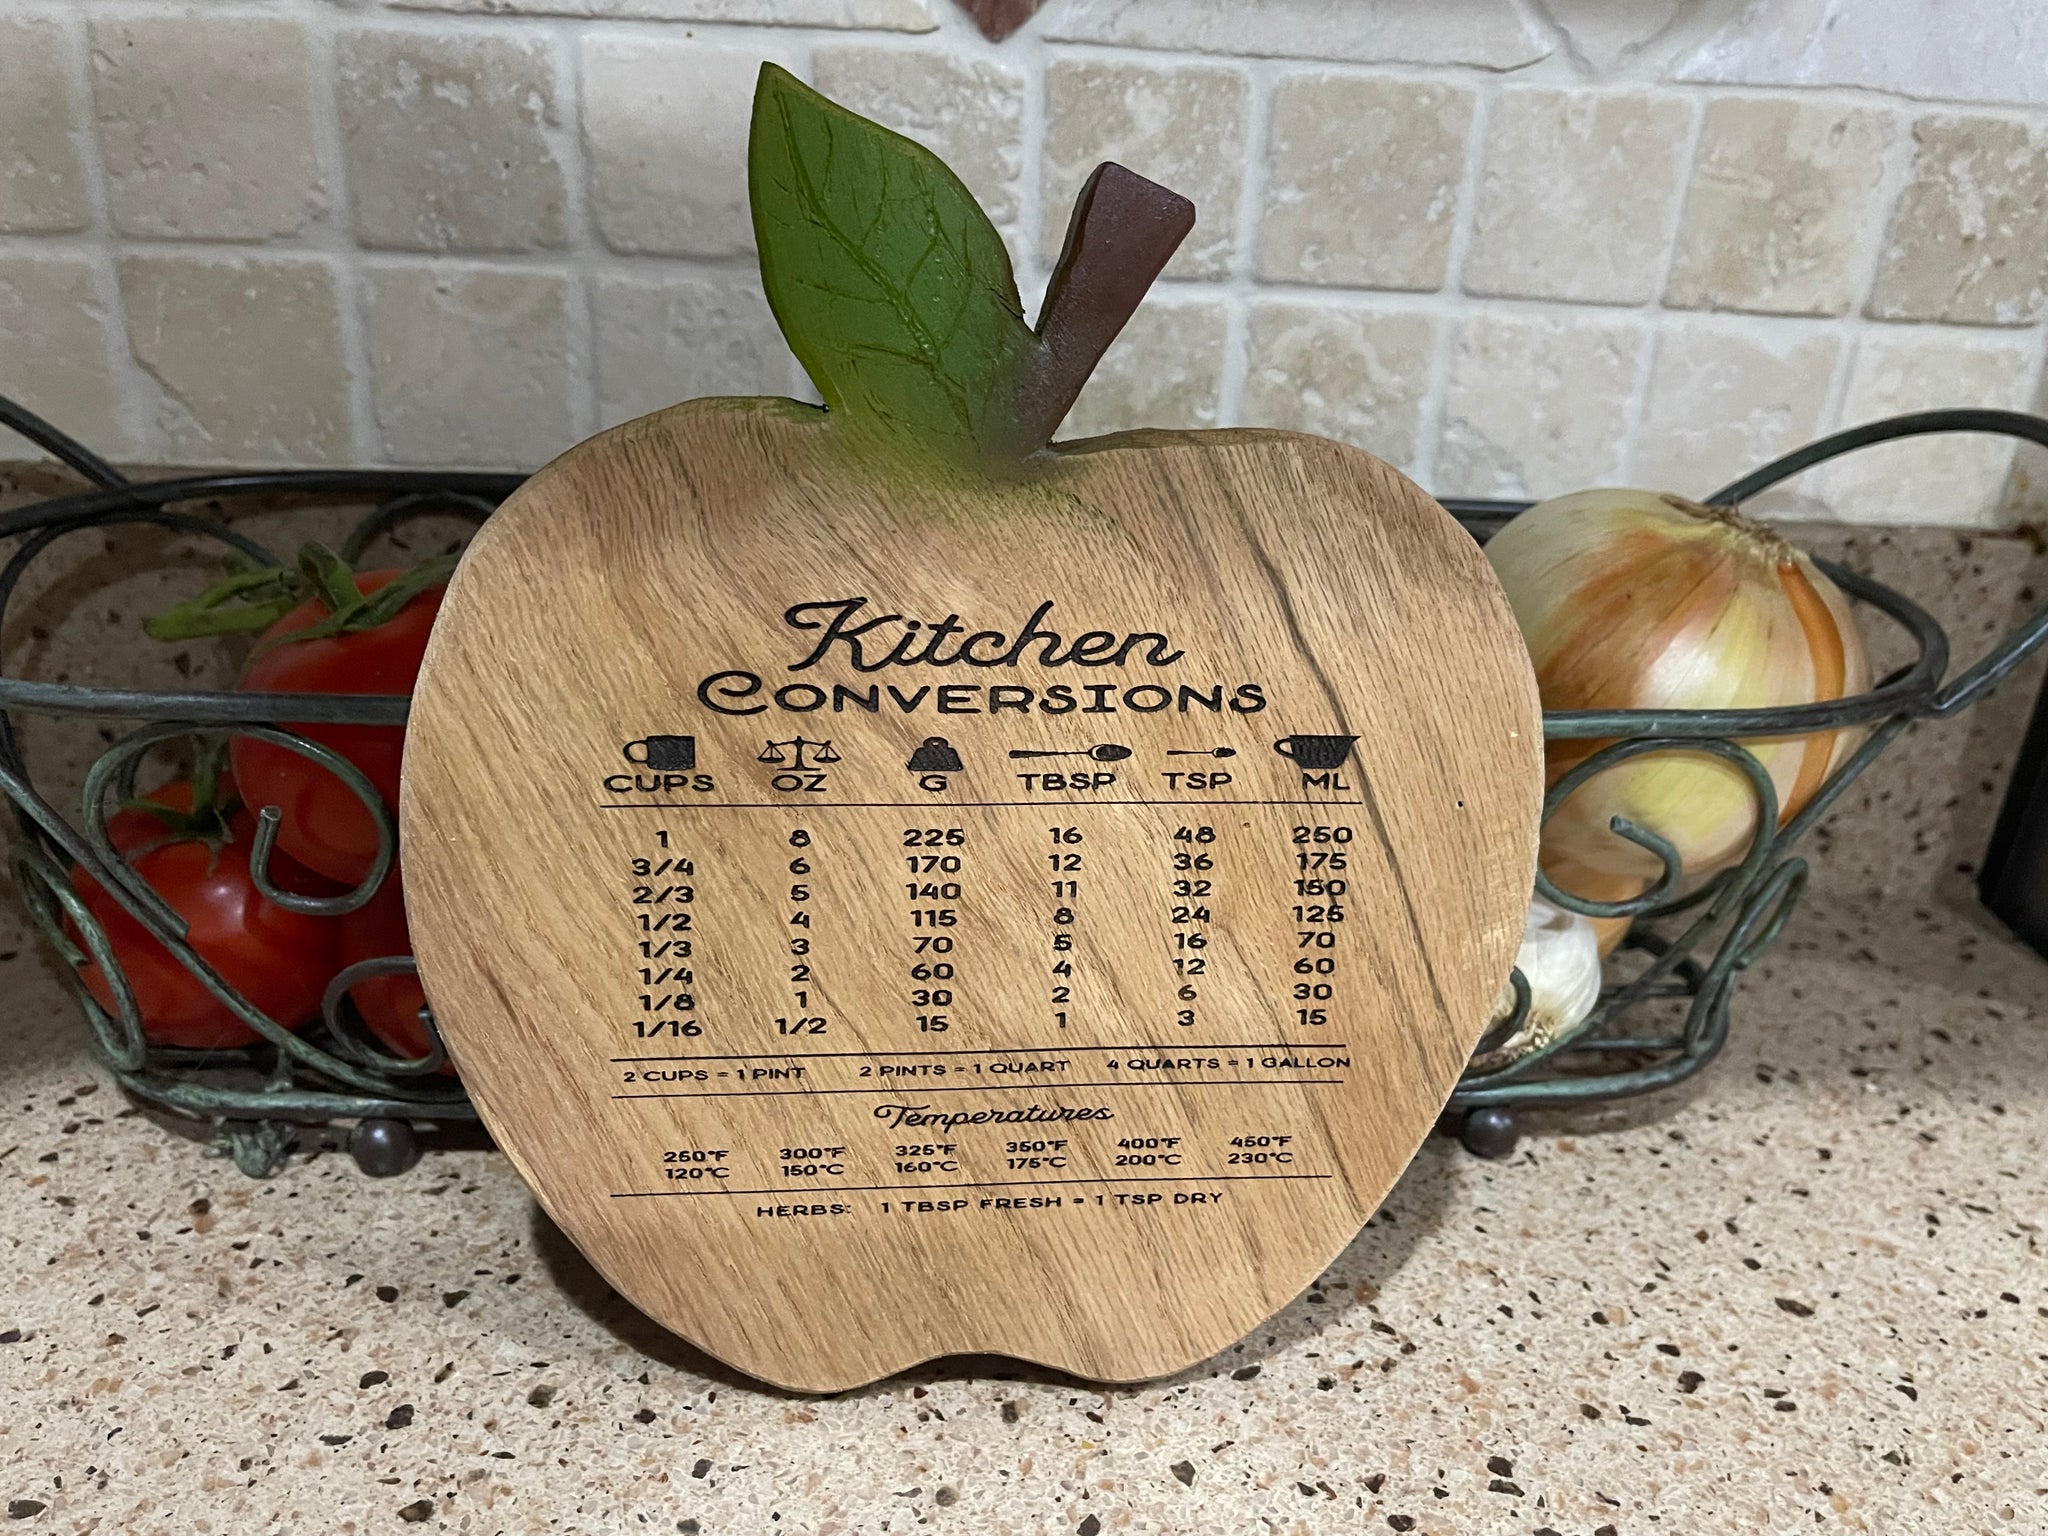 Kitchen
CONVERSIONS
CUPS OZ G TBSP TSP ML
1 8 225 16 48 250
3/4 6 170 12 36 175
2/3 5 140 11 32 150
1/2 4 115 8 24 125
1/3 3 70 5 16 70
1/4 2 60 4 12 60
1/8 1 30 2 6 30
1/16 1/2 15 1 3 15
2 CUPS = 1 PINT 2 PINTS = 1 QUART 4 QUARTS = 1 GALLON
Temperatures
250°F 300°F 325°F 350°F 400°F 450°F
120°C 150°C 160°C 175°C 200°C 230°C
HERBS: 1 TBSP FRESH = 1 TSP DRY